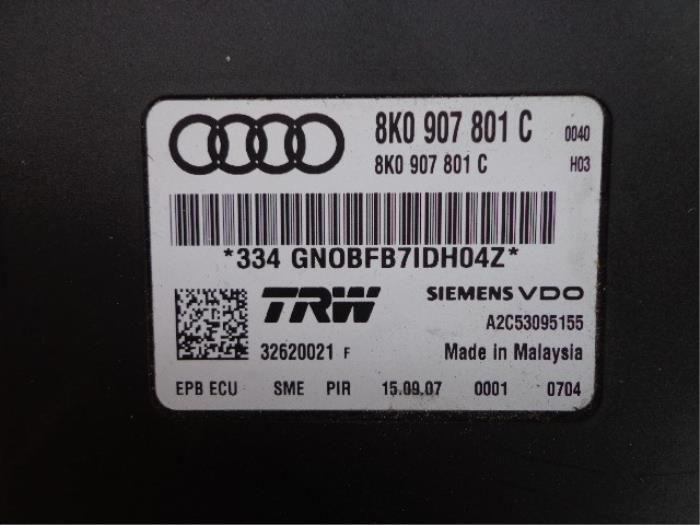 8K0 907 801 C 0040
8K0 907 801 C H03
*334 GN0BFB7IDH04Z*
TRW SIEMENS VDO
A2C53095155
32620021 F Made in Malaysia
EPB ECU SME PIR 15.09.07 0001 0704